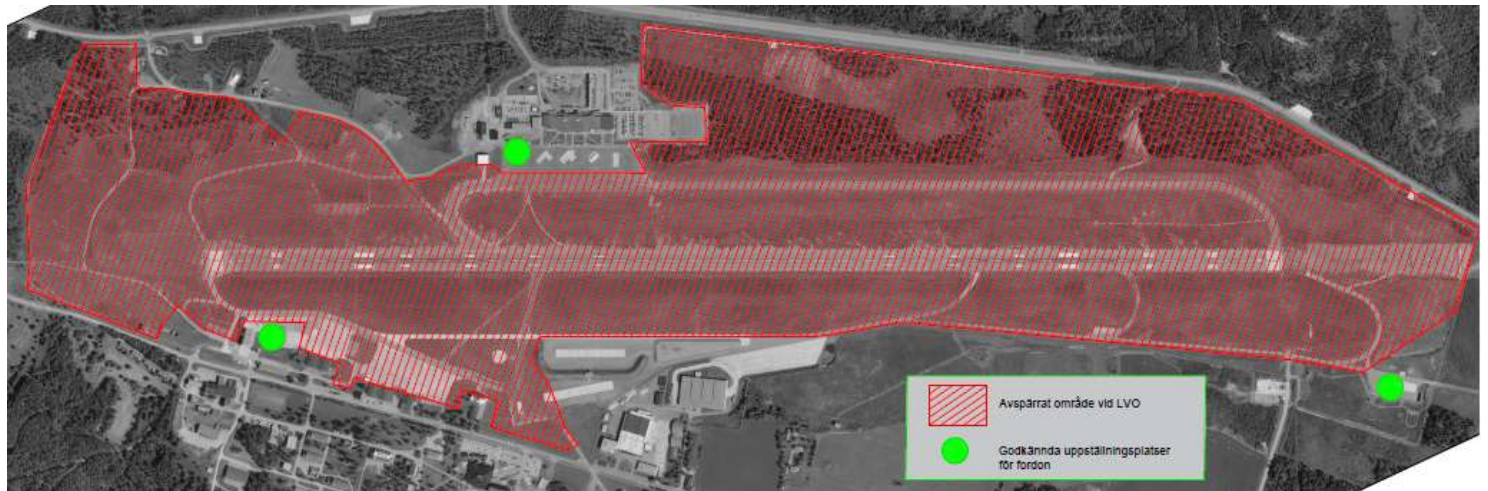 Avspärrat område vid LVO
Godkännda uppställningsplatser
för fordon